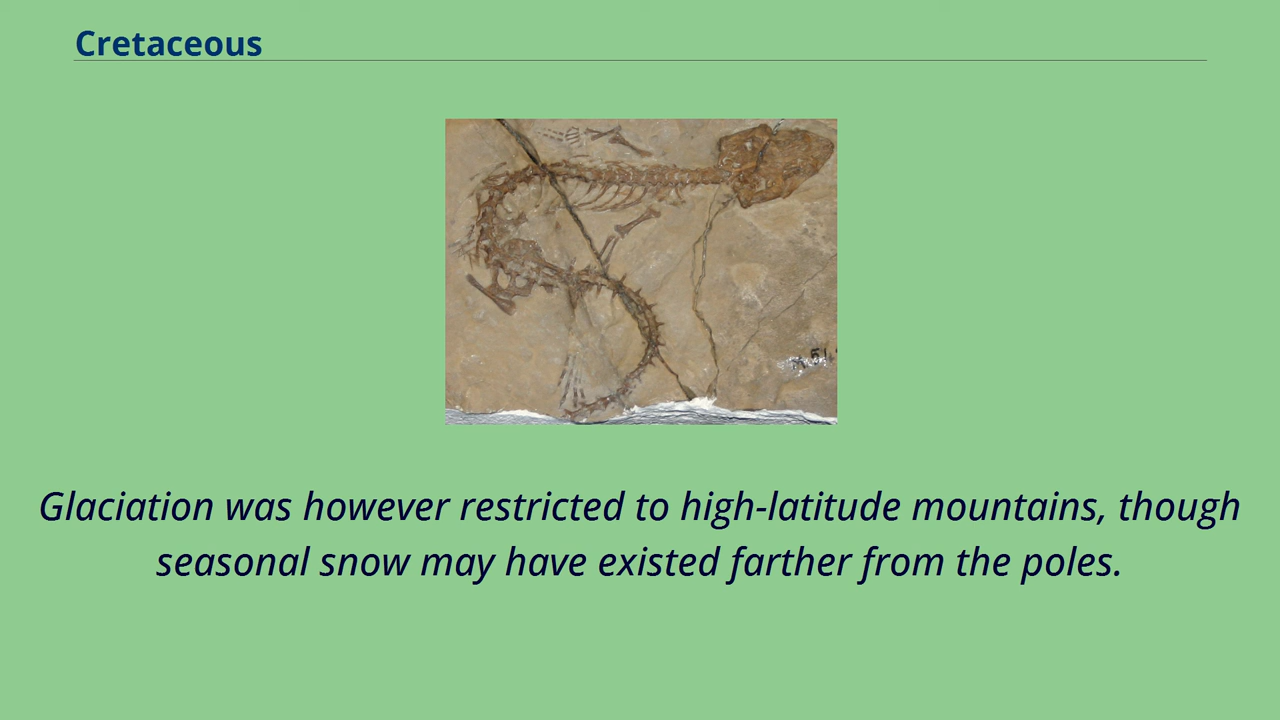 Cretaceous
Glaciation was however restricted to high-latitude mountains, though
seasonal snow may have existed farther from the poles.